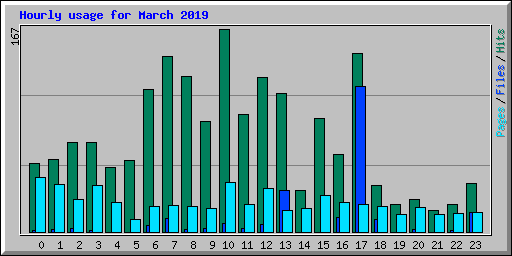 Hourly usage for March 2019
167
Pages / Files / Hits
0 1 2 3 4 5 6 7 8 9 10 11 12 13 14 15 16 17 18 19 20 21 22 23